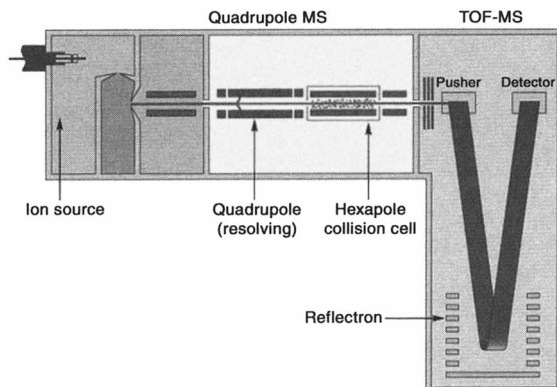 Quadrupole MS
TOF-MS
Pusher
Detector
Ion source
Quadrupole
(resolving)
Hexapole
collision cell
Reflectron